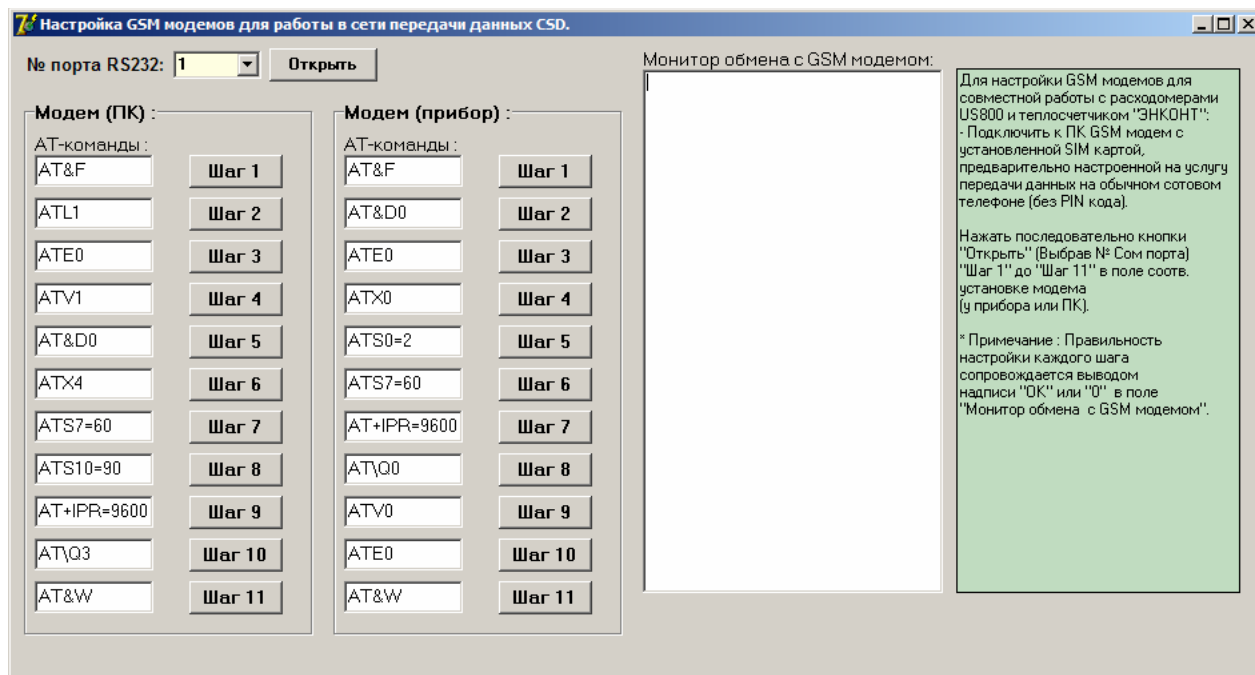 Настройка GSM модемов для работы в сети передачи данных CSD.
№ порта RS232: 1 Открыть
Модем (ПК) :
АТ-команды :
AT&F Шаг 1
ATL1 Шаг 2
ATE0 Шаг 3
ATV1 Шаг 4
AT&D0 Шаг 5
ATX4 Шаг 6
ATS7=60 Шаг 7
ATS10=90 Шаг 8
AT+IPR=9600 Шаг 9
AT\Q3 Шаг 10
AT&W Шаг 11
Модем (прибор) :
АТ-команды :
AT&F Шаг 1
AT&D0 Шаг 2
ATE0 Шаг 3
ATX0 Шаг 4
ATS0=2 Шаг 5
ATS7=60 Шаг 6
AT+IPR=9600 Шаг 7
AT\Q0 Шаг 8
ATV0 Шаг 9
ATE0 Шаг 10
AT&W Шаг 11
Монитор обмена с GSM модемом:
Для настройки GSM модемов для
совместной работы с расходомерами
US800 и теплосчетчиком "ЭНКОНТ":
- Подключить к ПК GSM модем с
установленной SIM картой,
предварительно настроенной на услугу
передачи данных на обычном сотовом
телефоне (без PIN кода).
Нажать последовательно кнопки
"Открыть" (Выбрав № Сом порта)
"Шаг 1" до "Шаг 11" в поле соотв.
установке модема
(у прибора или ПК).
* Примечание : Правильность
настройки каждого шага
сопровождается выводом
надписи "OK" или "0" в поле
"Монитор обмена с GSM модемом".